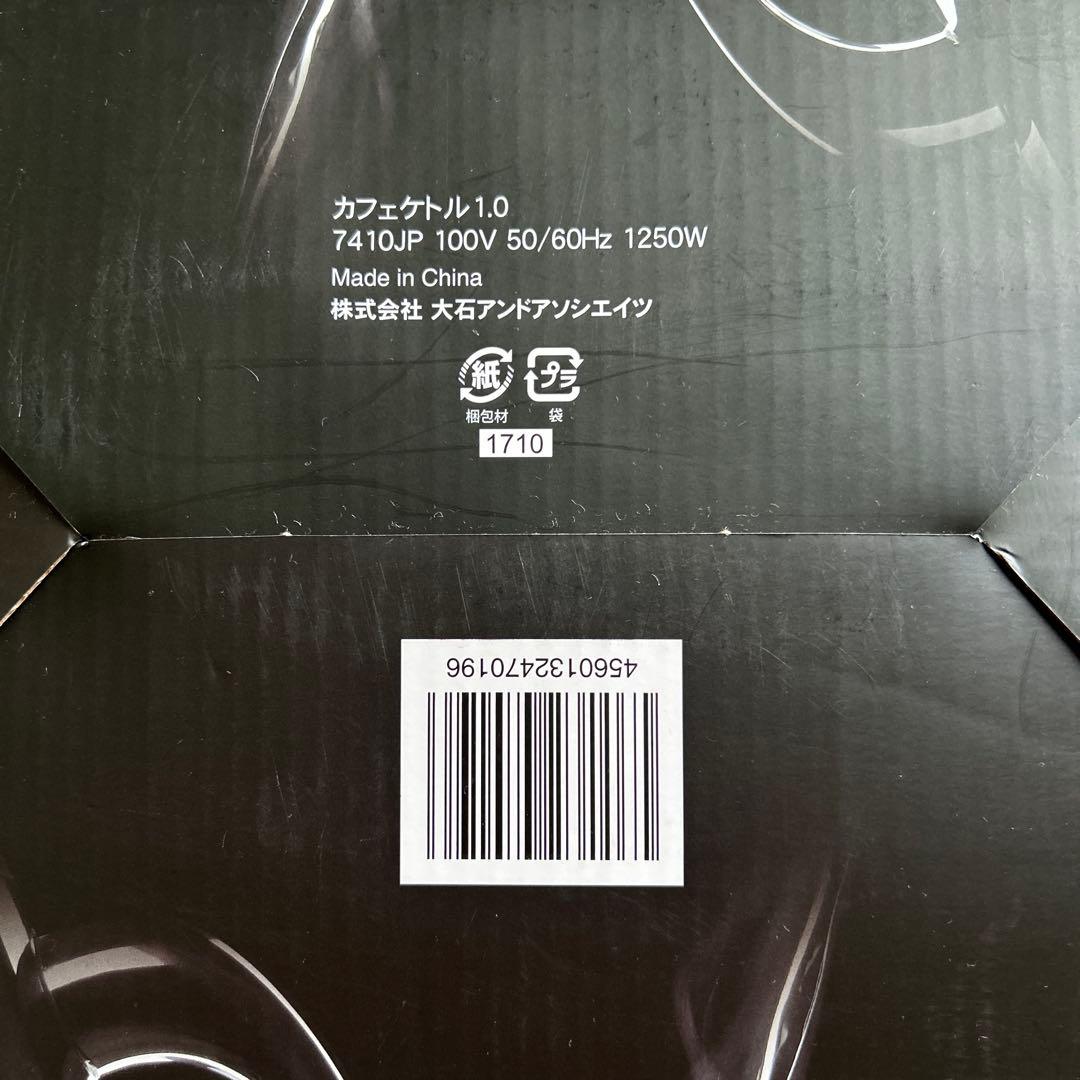 カフェケトル1.0
7410JP 100V 50/60Hz 1250W
Made in China
株式会社 大石アンドアソシエイツ
紙 プラ
梱包材 袋
1710
4560132470196